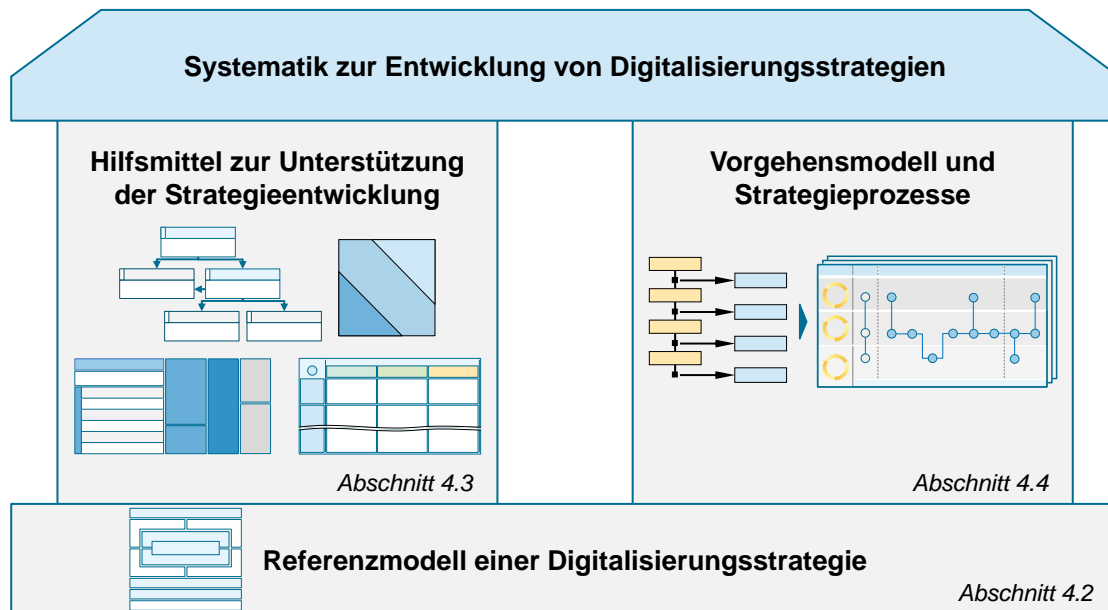 Systematik zur Entwicklung von Digitalisierungsstrategien
Hilfsmittel zur Unterstützung
der Strategieentwicklung
Abschnitt 4.3
Vorgehensmodell und
Strategieprozesse
Abschnitt 4.4
Referenzmodell einer Digitalisierungsstrategie
Abschnitt 4.2